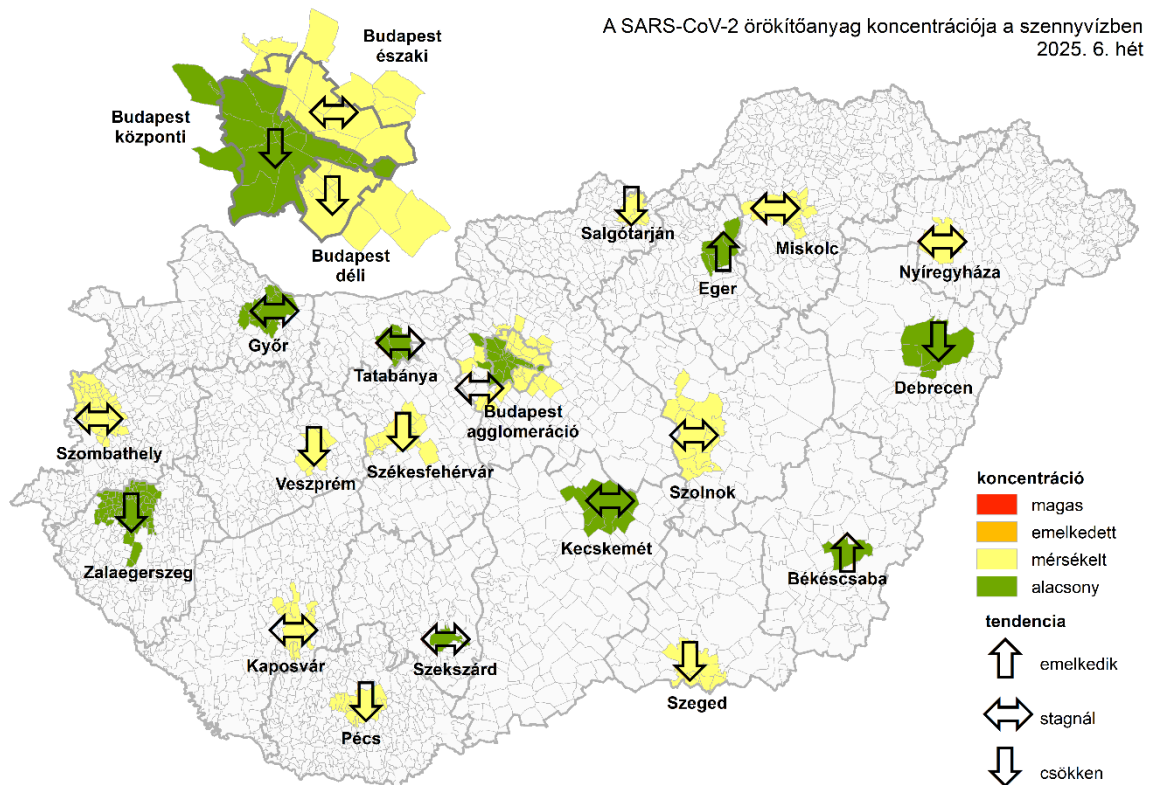 A SARS-CoV-2 örökítőanyag koncentrációja a szennyvízben
2025. 6. hét
Budapest
északi
Budapest
központi
Budapest
déli
Salgótarján
Miskolc
Eger
Nyíregyháza
Győr
Tatabánya
Debrecen
Budapest
agglomeráció
Szombathely
Veszprém
Székesfehérvár
Szolnok
Kecskemét
Zalaegerszeg
Békéscsaba
Kaposvár
Szekszárd
Szeged
Pécs
koncentráció
magas
emelkedett
mérsékelt
alacsony
tendencia
emelkedik
stagnál
csökken